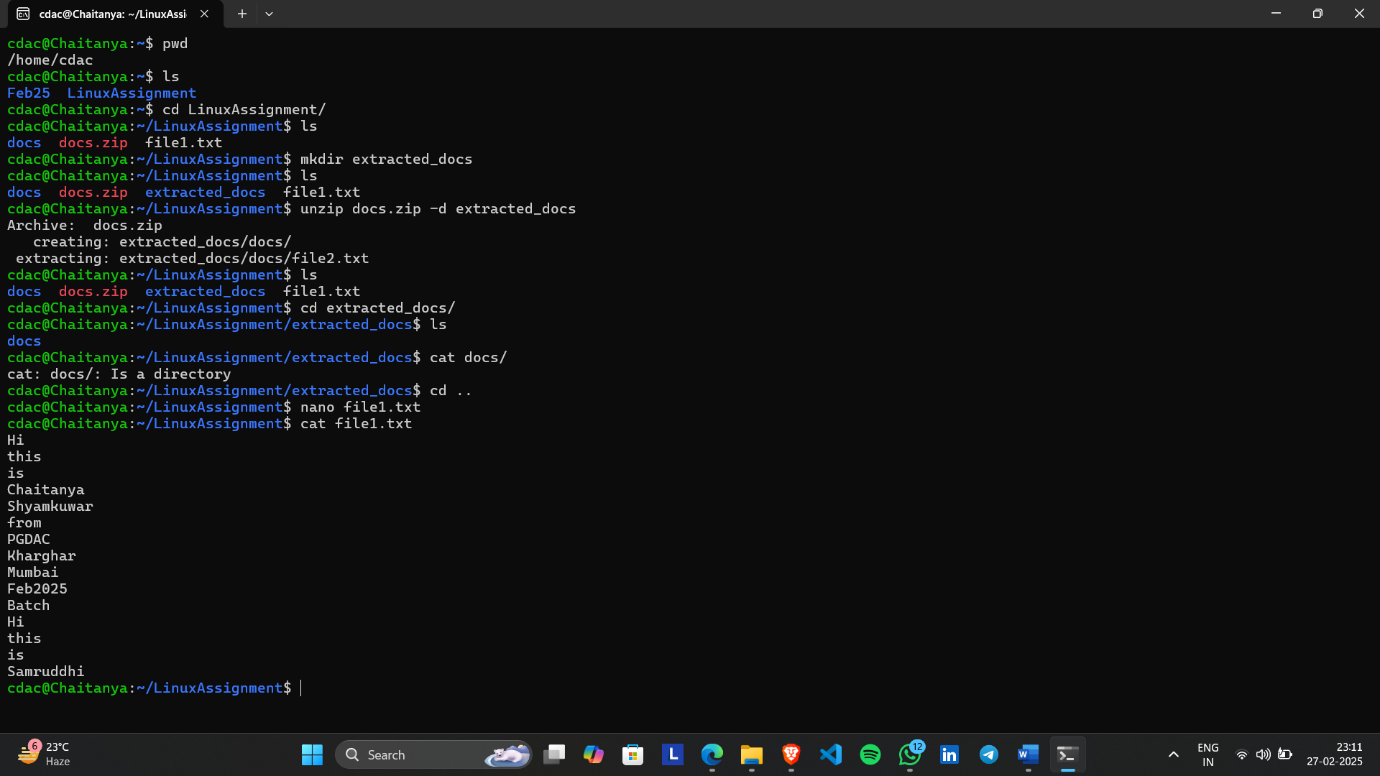 cdac@Chaitanya: ~/LinuxAssi
cdac@Chaitanya:~$ pwd
/home/cdac
cdac@Chaitanya:~$ ls
Feb25  LinuxAssignment
cdac@Chaitanya:~$ cd LinuxAssignment/
cdac@Chaitanya:~/LinuxAssignment$ ls
docs  docs.zip  file1.txt
cdac@Chaitanya:~/LinuxAssignment$ mkdir extracted_docs
cdac@Chaitanya:~/LinuxAssignment$ ls
docs  docs.zip  extracted_docs  file1.txt
cdac@Chaitanya:~/LinuxAssignment$ unzip docs.zip -d extracted_docs
Archive:  docs.zip
   creating: extracted_docs/docs/
 extracting: extracted_docs/docs/file2.txt
cdac@Chaitanya:~/LinuxAssignment$ ls
docs  docs.zip  extracted_docs  file1.txt
cdac@Chaitanya:~/LinuxAssignment$ cd extracted_docs/
cdac@Chaitanya:~/LinuxAssignment/extracted_docs$ ls
docs
cdac@Chaitanya:~/LinuxAssignment/extracted_docs$ cat docs/
cat: docs/: Is a directory
cdac@Chaitanya:~/LinuxAssignment/extracted_docs$ cd ..
cdac@Chaitanya:~/LinuxAssignment$ nano file1.txt
cdac@Chaitanya:~/LinuxAssignment$ cat file1.txt
Hi
this
is
Chaitanya
Shyamkuwar
from
PGDAC
Kharghar
Mumbai
Feb2025
Batch
Hi
this
is
Samruddhi
cdac@Chaitanya:~/LinuxAssignment$
6
23°C
Haze
Search
L
12
W
ENG
IN
23:11
27-02-2025